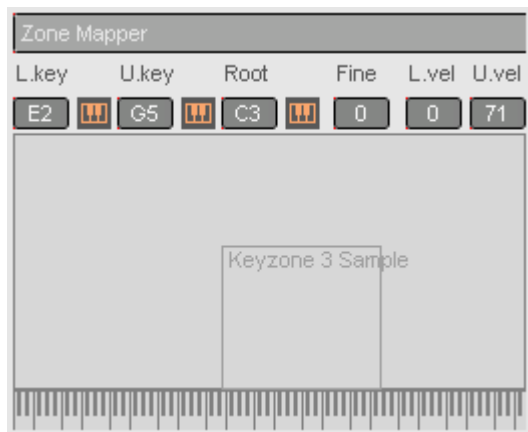 Zone Mapper
L.key U.key Root Fine L.vel U.vel
E2 G5 C3 0 0 71
Keyzone 3 Sample